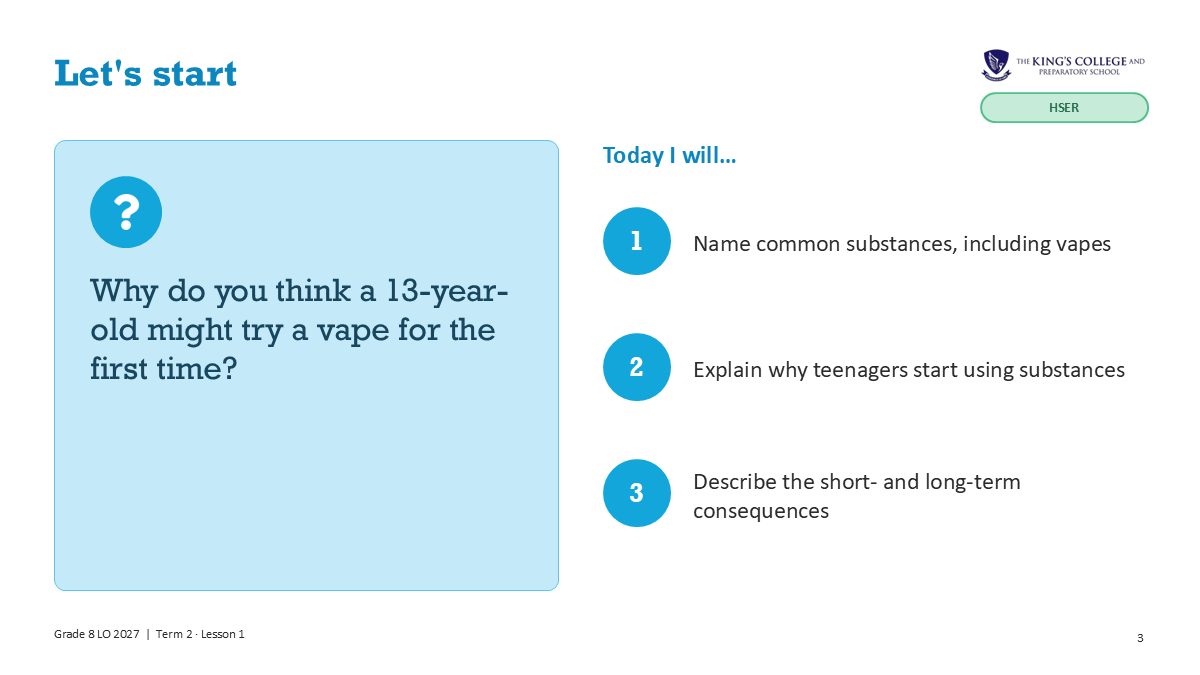 Let's start
THE KING'S COLLEGE AND
PREPARATORY SCHOOL
HSER
?
Why do you think a 13-year-
old might try a vape for the
first time?
Today I will...
1
Name common substances, including vapes
2
Explain why teenagers start using substances
3
Describe the short- and long-term
consequences
Grade 8 LO 2027 | Term 2 · Lesson 1
3